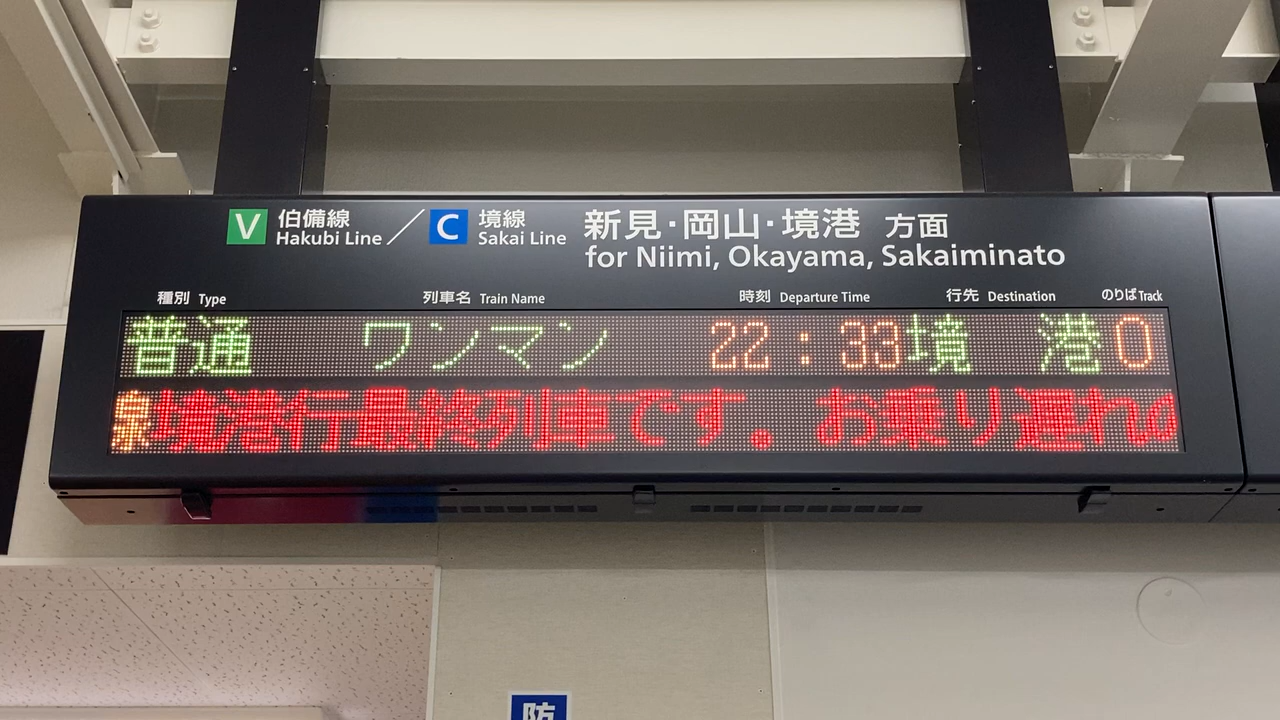 V 伯備線 Hakubi Line / C 境線 Sakai Line
新見・岡山・境港 方面
for Niimi, Okayama, Sakaiminato
種別 Type 列車名 Train Name 時刻 Departure Time 行先 Destination のりば Track
普通 ワンマン 22:33 境 港 0
境港行最終列車です。お乗り遅れの
防